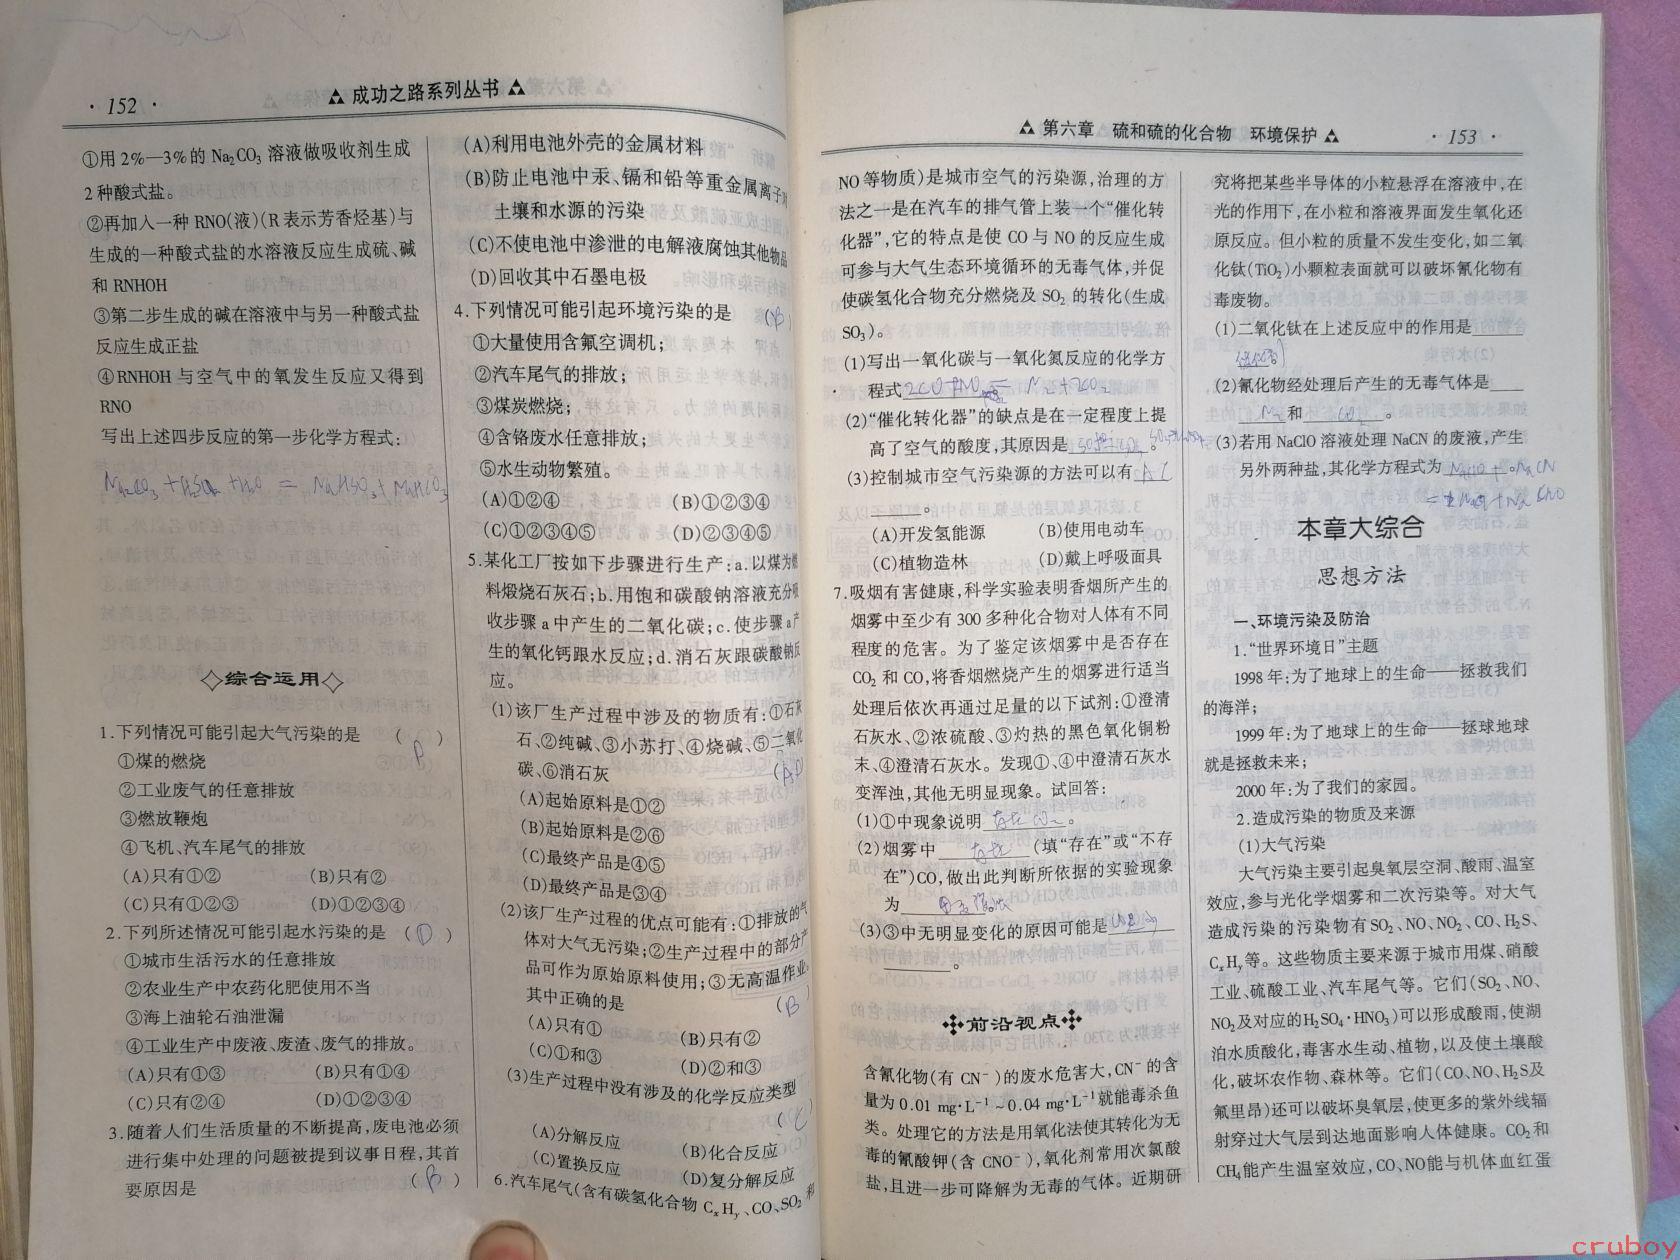 · 152 ·
成功之路系列丛书
①用2%—3%的Na₂CO₃溶液做吸收剂生成
2种酸式盐。
②再加入一种RNO(液)(R表示芳香烃基)与
生成的一种酸式盐的水溶液反应生成硫、碱
和RNHOH
③第二步生成的碱在溶液中与另一种酸式盐
反应生成正盐
④RNHOH与空气中的氧发生反应又得到
RNO
写出上述四步反应的第一步化学方程式:
◇综合运用◇
1.下列情况可能引起大气污染的是 ( )
D
①煤的燃烧
②工业废气的任意排放
③燃放鞭炮
④飞机、汽车尾气的排放
(A)只有①② (B)只有②
(C)只有①②③ (D)①②③④
2.下列所述情况可能引起水污染的是 (D)
①城市生活污水的任意排放
②农业生产中农药化肥使用不当
③海上油轮石油泄漏
④工业生产中废液、废渣、废气的排放。
(A)只有①③ (B)只有①④
(C)只有②④ (D)①②③④
3.随着人们生活质量的不断提高,废电池必须
进行集中处理的问题被提到议事日程,其首
要原因是 (B)
(A)利用电池外壳的金属材料
(B)防止电池中汞、镉和铅等重金属离子对
土壤和水源的污染
(C)不使电池中渗泄的电解液腐蚀其他物品
(D)回收其中石墨电极
4.下列情况可能引起环境污染的是 (B)
①大量使用含氟空调机;
②汽车尾气的排放;
③煤炭燃烧;
④含铬废水任意排放;
⑤水生动物繁殖。
(A)①②④ (B)①②③④
(C)①②③④⑤ (D)②③④⑤
5.某化工厂按如下步骤进行生产:a.以煤为燃
料煅烧石灰石;b.用饱和碳酸钠溶液充分吸
收步骤a中产生的二氧化碳;c.使步骤a产
生的氧化钙跟水反应;d.消石灰跟碳酸钠反
应。
(1)该厂生产过程中涉及的物质有:①石灰
石、②纯碱、③小苏打、④烧碱、⑤二氧化
碳、⑥消石灰 (A D)
(A)起始原料是①②
(B)起始原料是②⑥
(C)最终产品是④⑤
(D)最终产品是③④
(2)该厂生产过程的优点可能有:①排放的气
体对大气无污染;②生产过程中的部分产
品可作为原始原料使用;③无高温作业。
其中正确的是 (B)
(A)只有① (B)只有②
(C)①和③ (D)②和③
(3)生产过程中没有涉及的化学反应类型
(C)
(A)分解反应 (B)化合反应
(C)置换反应 (D)复分解反应
6.汽车尾气(含有碳氢化合物CₓHᵧ、CO、SO₂和
第六章 硫和硫的化合物 环境保护
· 153 ·
NO等物质)是城市空气的污染源,治理的方
法之一是在汽车的排气管上装一个“催化转
化器”,它的特点是使CO与NO的反应生成
可参与大气生态环境循环的无毒气体,并促
使碳氢化合物充分燃烧及SO₂的转化(生成
SO₃)。
(1)写出一氧化碳与一氧化氮反应的化学方
程式
(2)“催化转化器”的缺点是在一定程度上提
高了空气的酸度,其原因是 。
(3)控制城市空气污染源的方法可以有 A C
。
(A)开发氢能源 (B)使用电动车
(C)植物造林 (D)戴上呼吸面具
7.吸烟有害健康,科学实验表明香烟所产生的
烟雾中至少有300多种化合物对人体有不同
程度的危害。为了鉴定该烟雾中是否存在
CO₂和CO,将香烟燃烧产生的烟雾进行适当
处理后依次再通过足量的以下试剂:①澄清
石灰水、②浓硫酸、③灼热的黑色氧化铜粉
末、④澄清石灰水。发现①、④中澄清石灰水
变浑浊,其他无明显现象。试回答:
(1)①中现象说明 存在CO₂ 。
(2)烟雾中 存在 (填“存在”或“不存
在”)CO,做出此判断所依据的实验现象
为
(3)③中无明显变化的原因可能是
。
前沿视点
含氰化物(有CN⁻)的废水危害大,CN⁻的含
量为0.01 mg·L⁻¹~0.04 mg·L⁻¹就能毒杀鱼
类。处理它的方法是用氧化法使其转化为无
毒的氰酸钾(含CNO⁻),氧化剂常用次氯酸
盐,且进一步可降解为无毒的气体。近期研
究将把某些半导体的小粒悬浮在溶液中,在
光的作用下,在小粒和溶液界面发生氧化还
原反应。但小粒的质量不发生变化,如二氧
化钛(TiO₂)小颗粒表面就可以破坏氰化物有
毒废物。
(1)二氧化钛在上述反应中的作用是
催化剂
(2)氰化物经处理后产生的无毒气体是
N₂ 和 CO₂ 。
(3)若用NaClO溶液处理NaCN的废液,产生
另外两种盐,其化学方程式为
本章大综合
思想方法
一、环境污染及防治
1.“世界环境日”主题
1998年:为了地球上的生命——拯救我们
的海洋;
1999年:为了地球上的生命——拯球地球
就是拯救未来;
2000年:为了我们的家园。
2.造成污染的物质及来源
(1)大气污染
大气污染主要引起臭氧层空洞、酸雨、温室
效应,参与光化学烟雾和二次污染等。对大气
造成污染的污染物有SO₂、NO、NO₂、CO、H₂S、
CₓHᵧ等。这些物质主要来源于城市用煤、硝酸
工业、硫酸工业、汽车尾气等。它们(SO₂、NO、
NO₂及对应的H₂SO₄·HNO₃)可以形成酸雨,使湖
泊水质酸化,毒害水生动、植物,以及使土壤酸
化,破坏农作物、森林等。它们(CO、NO、H₂S及
氟里昂)还可以破坏臭氧层,使更多的紫外线辐
射穿过大气层到达地面影响人体健康。CO₂和
CH₄能产生温室效应,CO、NO能与机体血红蛋
cruboy